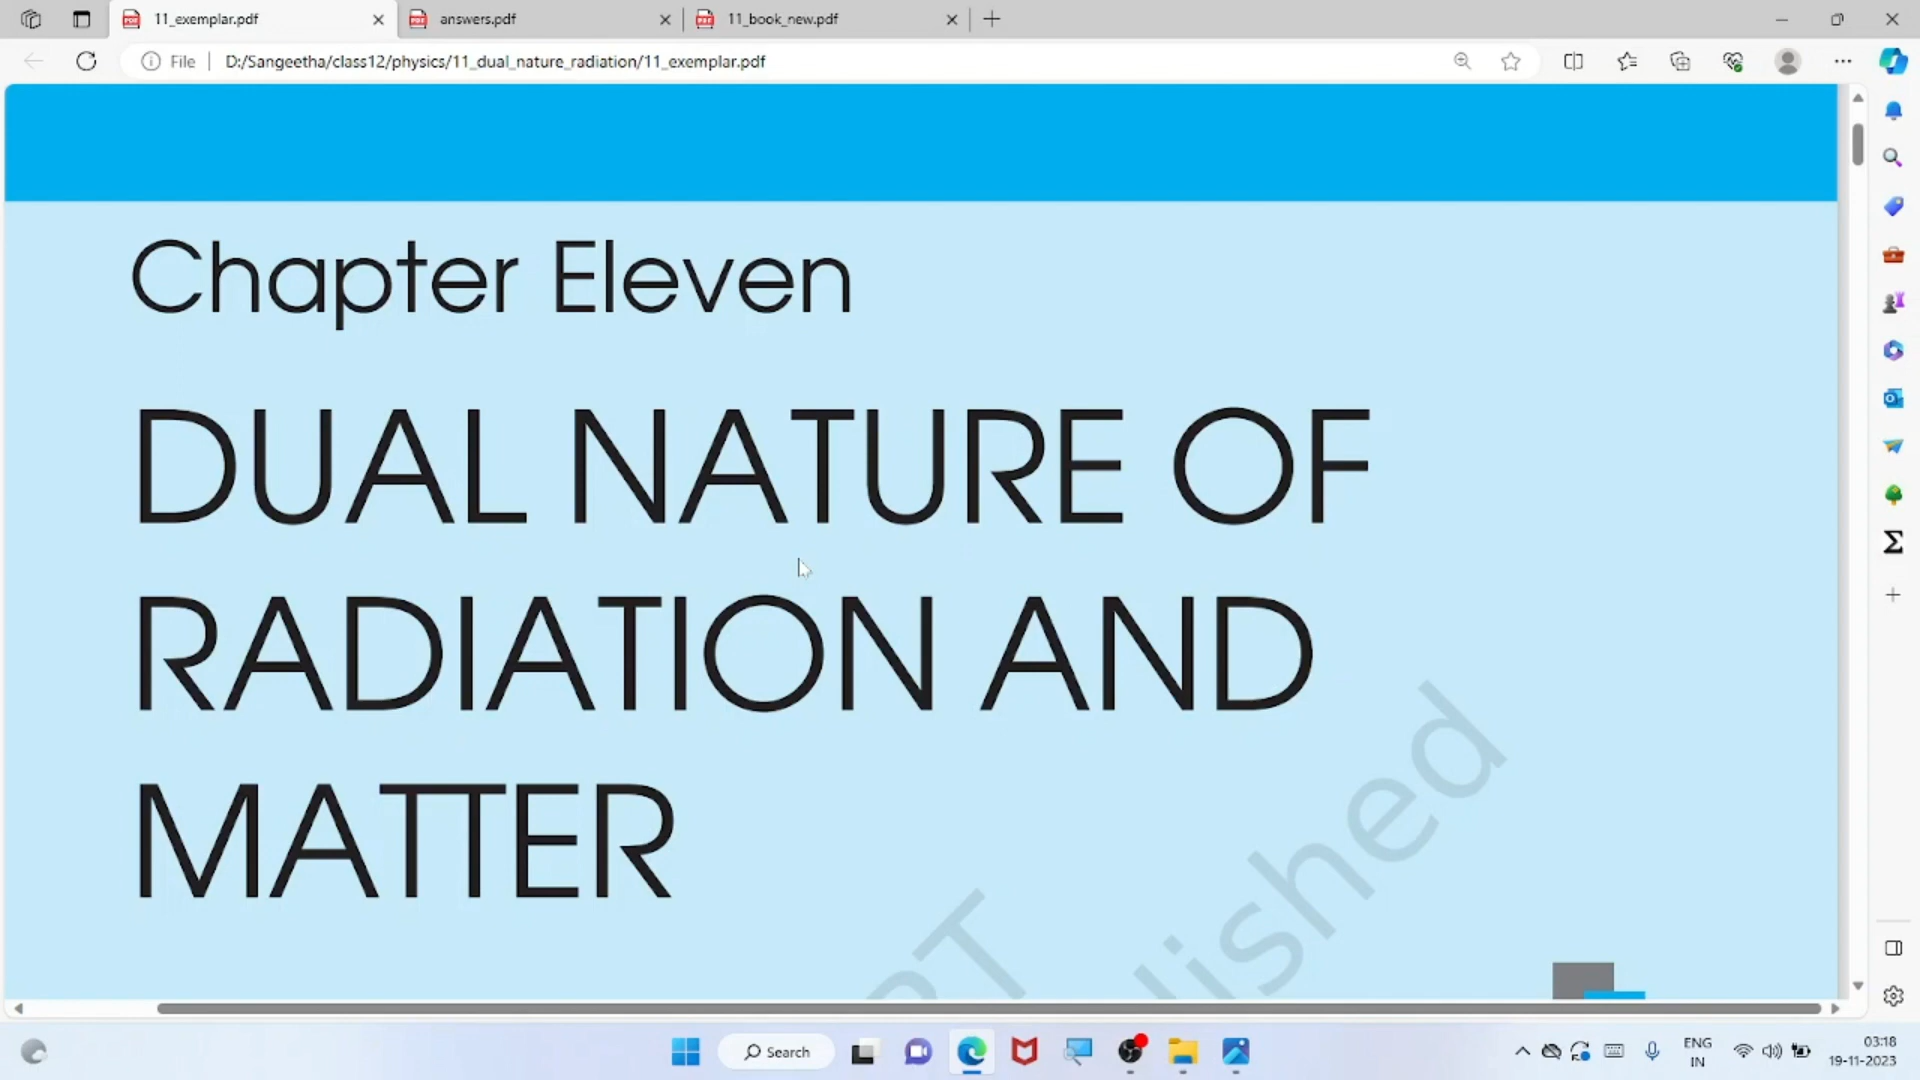 11_exemplar.pdf
answers.pdf
11_book_new.pdf
File
D:/Sangeetha/class12/physics/11_dual_nature_radiation/11_exemplar.pdf
Chapter Eleven
DUAL NATURE OF
RADIATION AND
MATTER
lished
Search
ENG
IN
03:18
19-11-2023